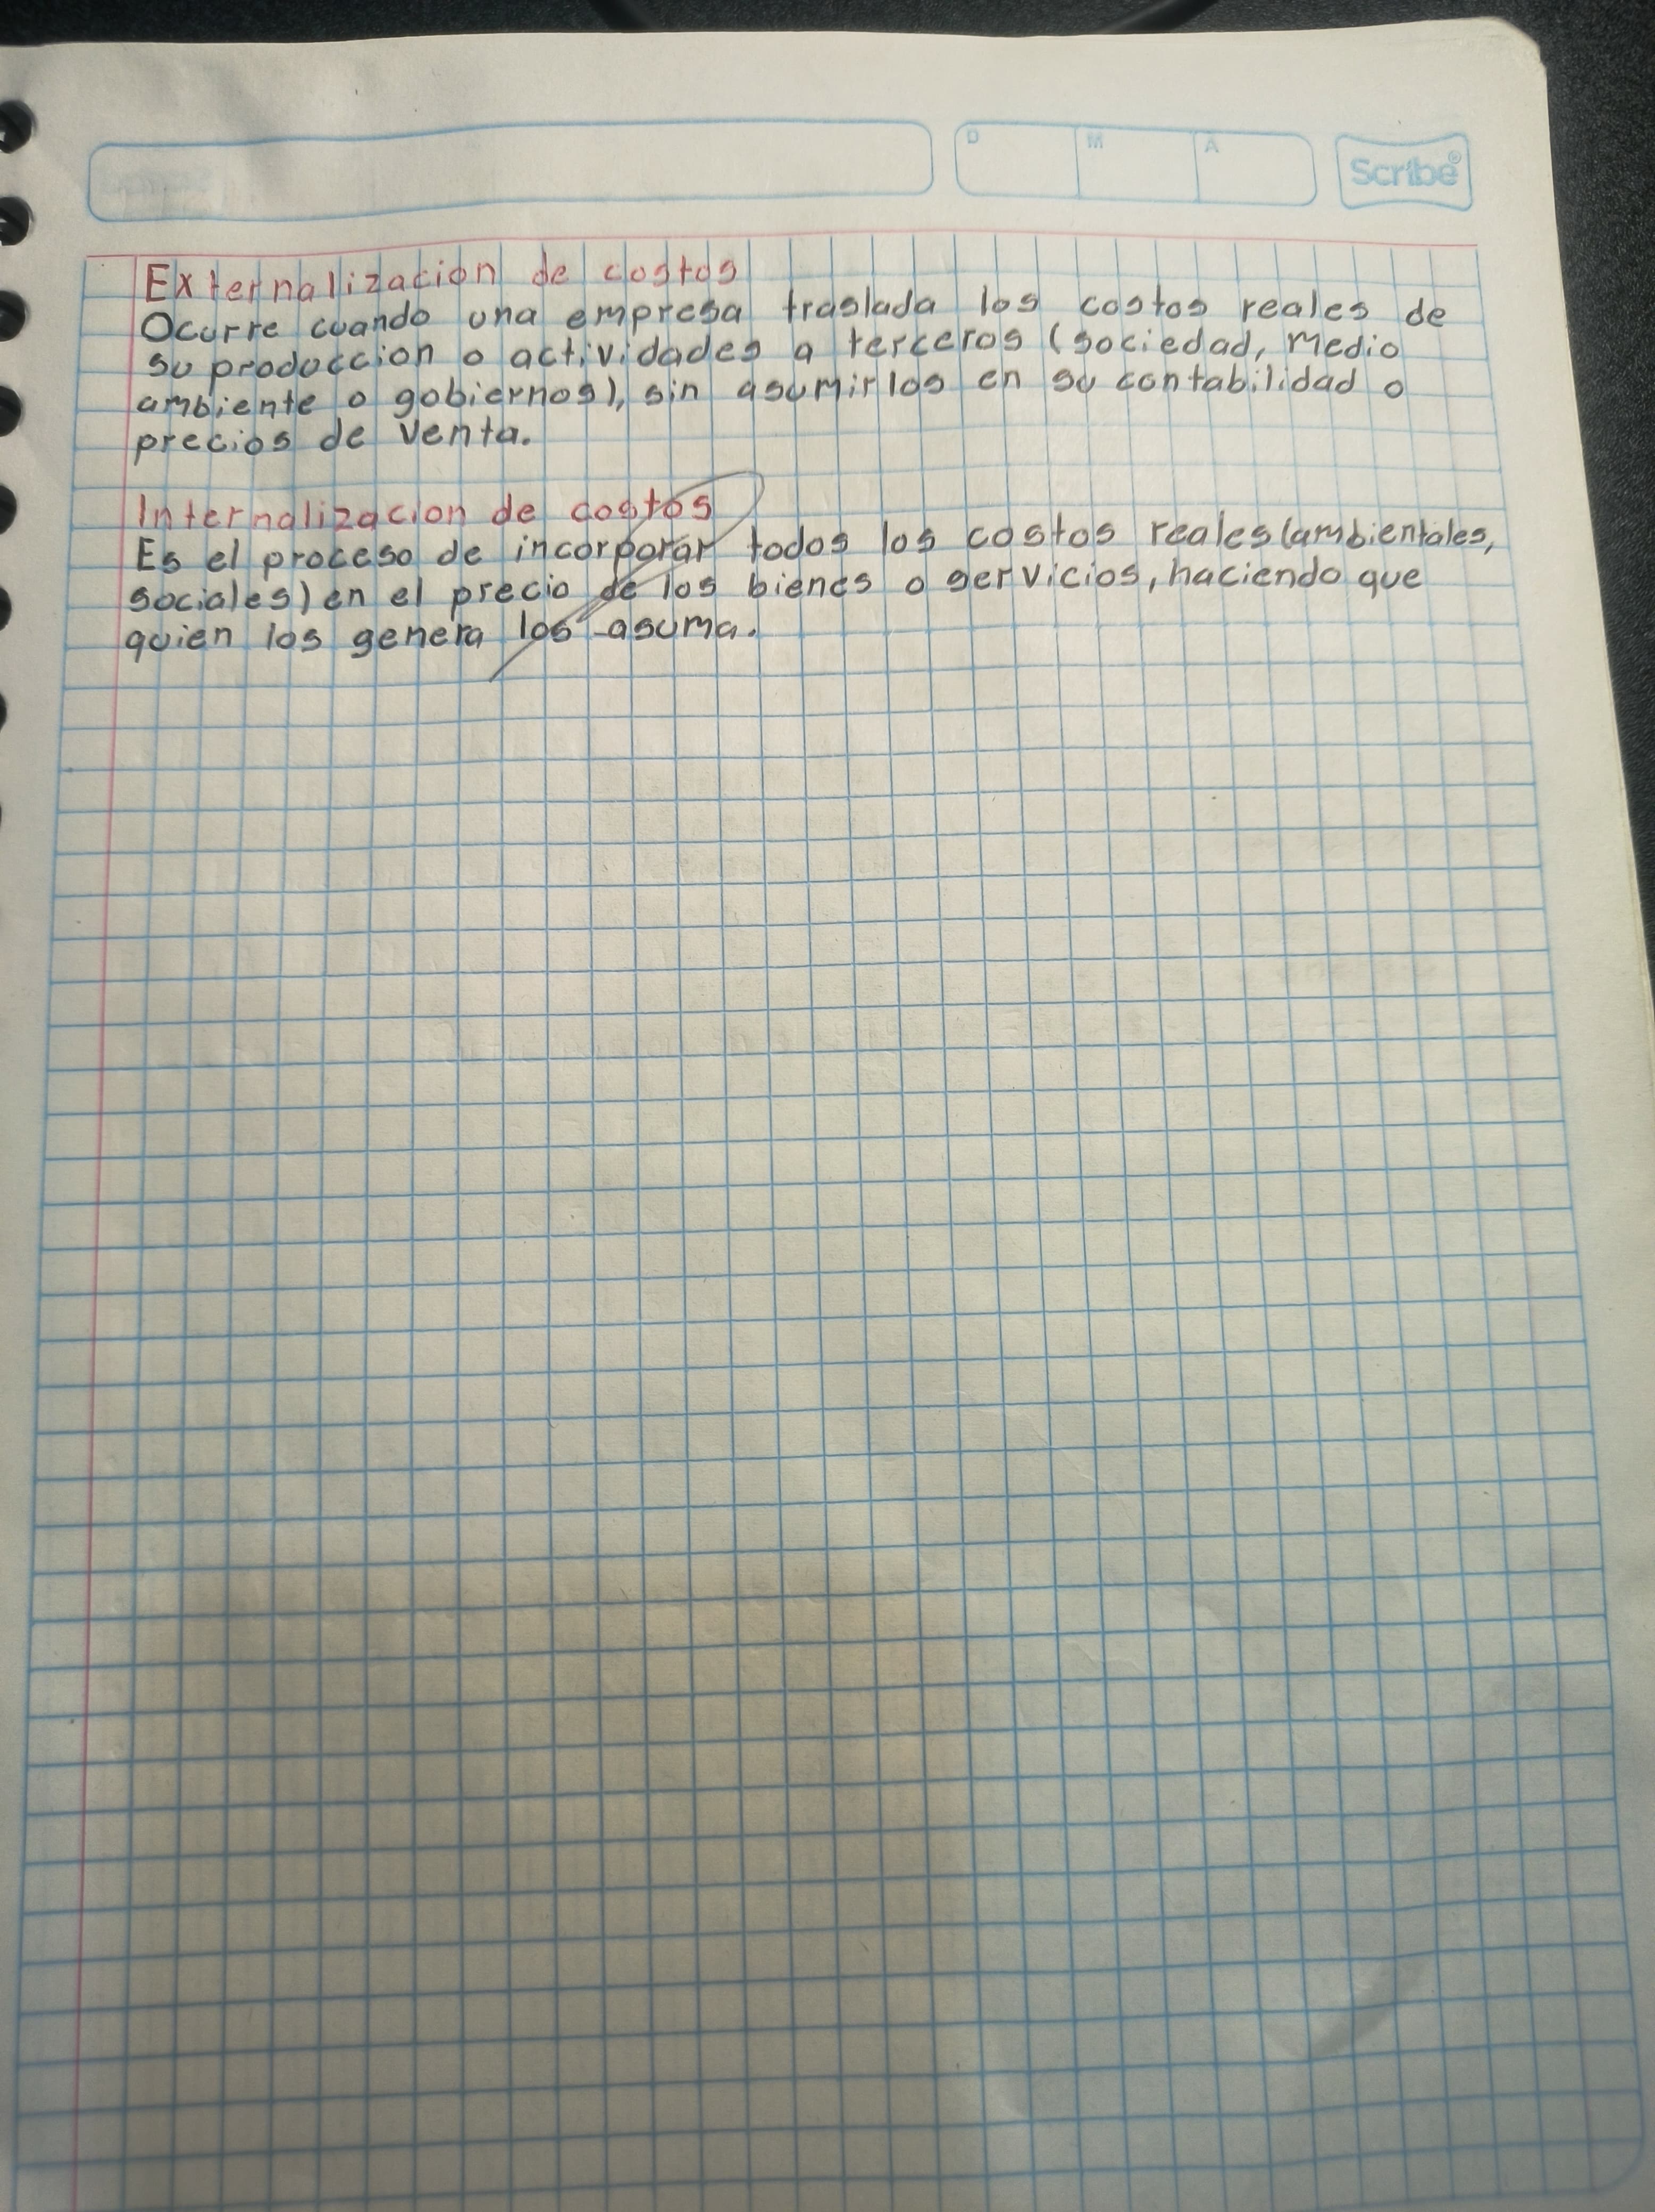 D M A Scribe®
Externalizacion de costos
Ocurre cuando una empresa traslada los costos reales de
su produccion o actividades a terceros (sociedad, Medio
ambiente o gobiernos), sin asumirlos en su contabilidad o
precios de venta.
Internalizacion de costos
Es el proceso de incorporar todos los costos reales (ambientales,
sociales) en el precio de los bienes o servicios, haciendo que
quien los genera los asuma.